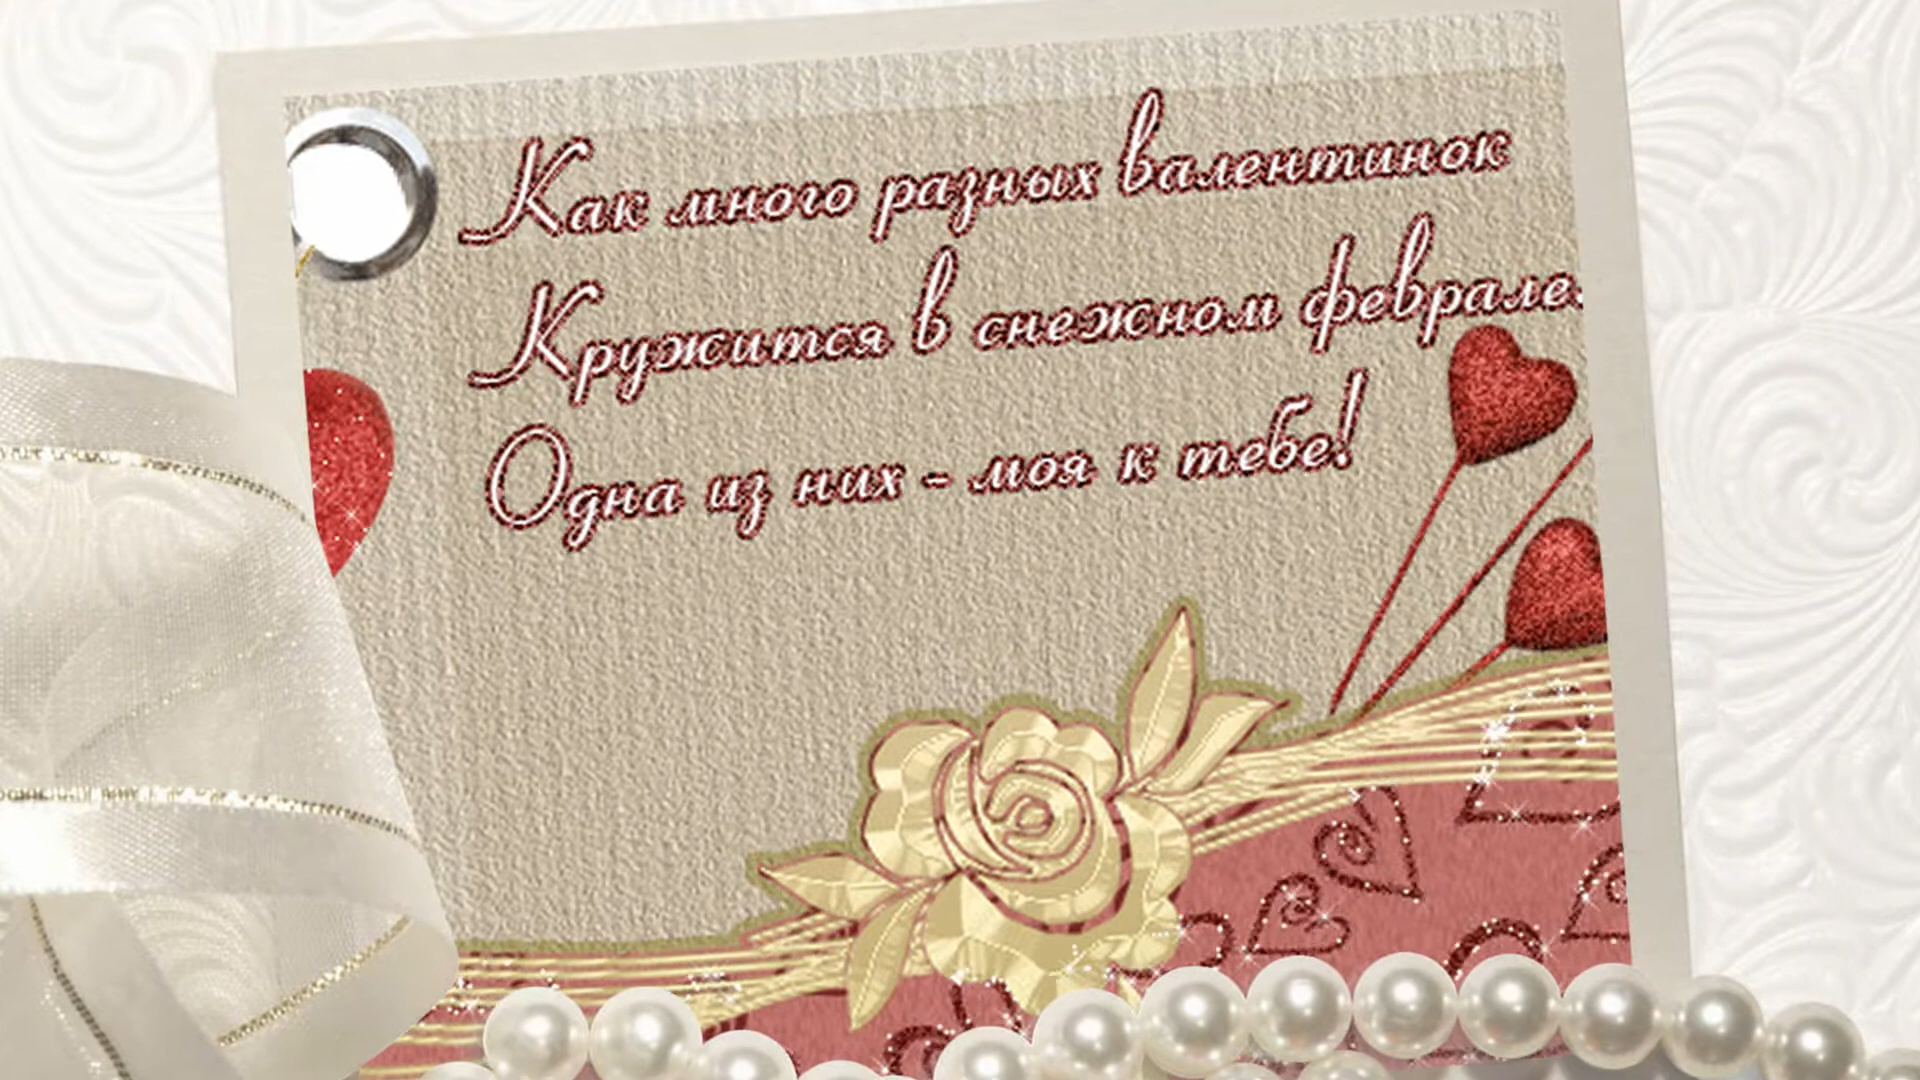 Как много разных валентинок
Кружится в снежном феврале.
Одна из них - моя к тебе!